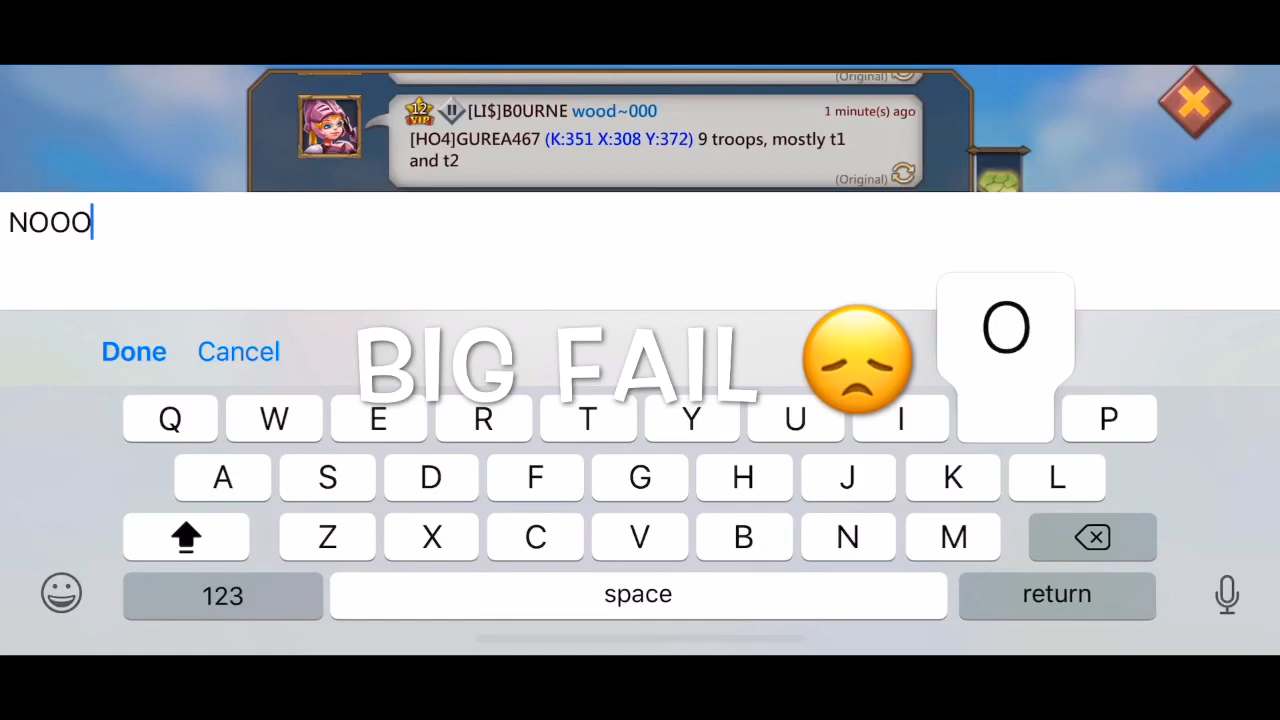 (Original)
12
VIP
[LI$]B0URNE wood~000
1 minute(s) ago
[HO4]GUREA467 (K:351 X:308 Y:372) 9 troops, mostly t1
and t2
(Original)
NOOO
O
Done Cancel
BIG FAIL
Q W E R T Y U I P
A S D F G H J K L
Z X C V B N M
123 space return